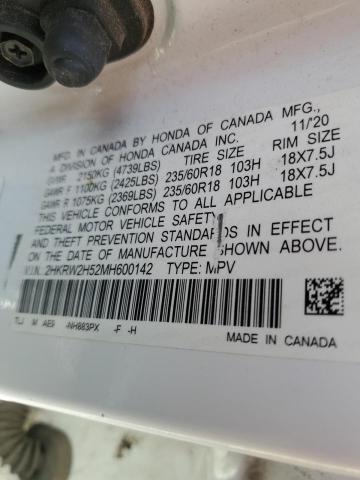 MFD. IN CANADA BY HONDA OF CANADA MFG.,
A DIVISION OF HONDA CANADA INC. 11/'20
GVWR 2150KG (4739LBS) TIRE SIZE RIM SIZE
GAWR F 1100KG (2425LBS) 235/60R18 103H 18X7.5J
GAWR R 1075KG (2369LBS) 235/60R18 103H 18X7.5J
THIS VEHICLE CONFORMS TO ALL APPLICABLE
FEDERAL MOTOR VEHICLE SAFETY
AND THEFT PREVENTION STANDARDS IN EFFECT
ON THE DATE OF MANUFACTURE SHOWN ABOVE.
V.I.N. 2HKRW2H52MH600142 TYPE: MPV
TLJ M AE9 -NH883PX -F -H
MADE IN CANADA